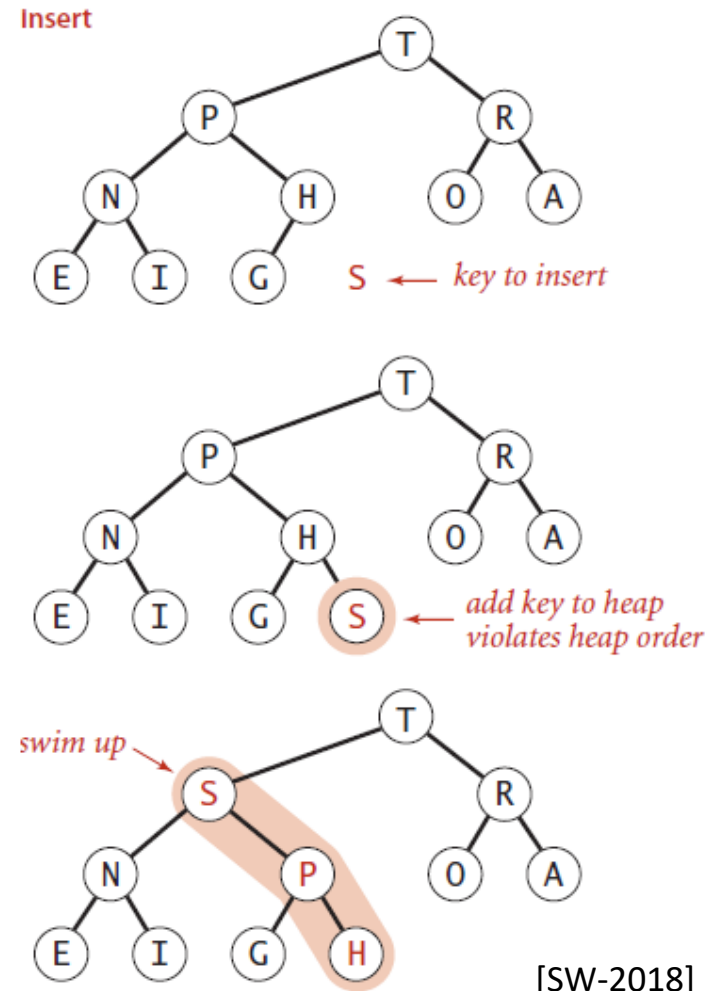 Insert
T
P R
N H O A
E I G S ← key to insert
T
P R
N H O A
E I G S ← add key to heap
violates heap order
T
swim up
S R
N P O A
E I G H
[SW-2018]